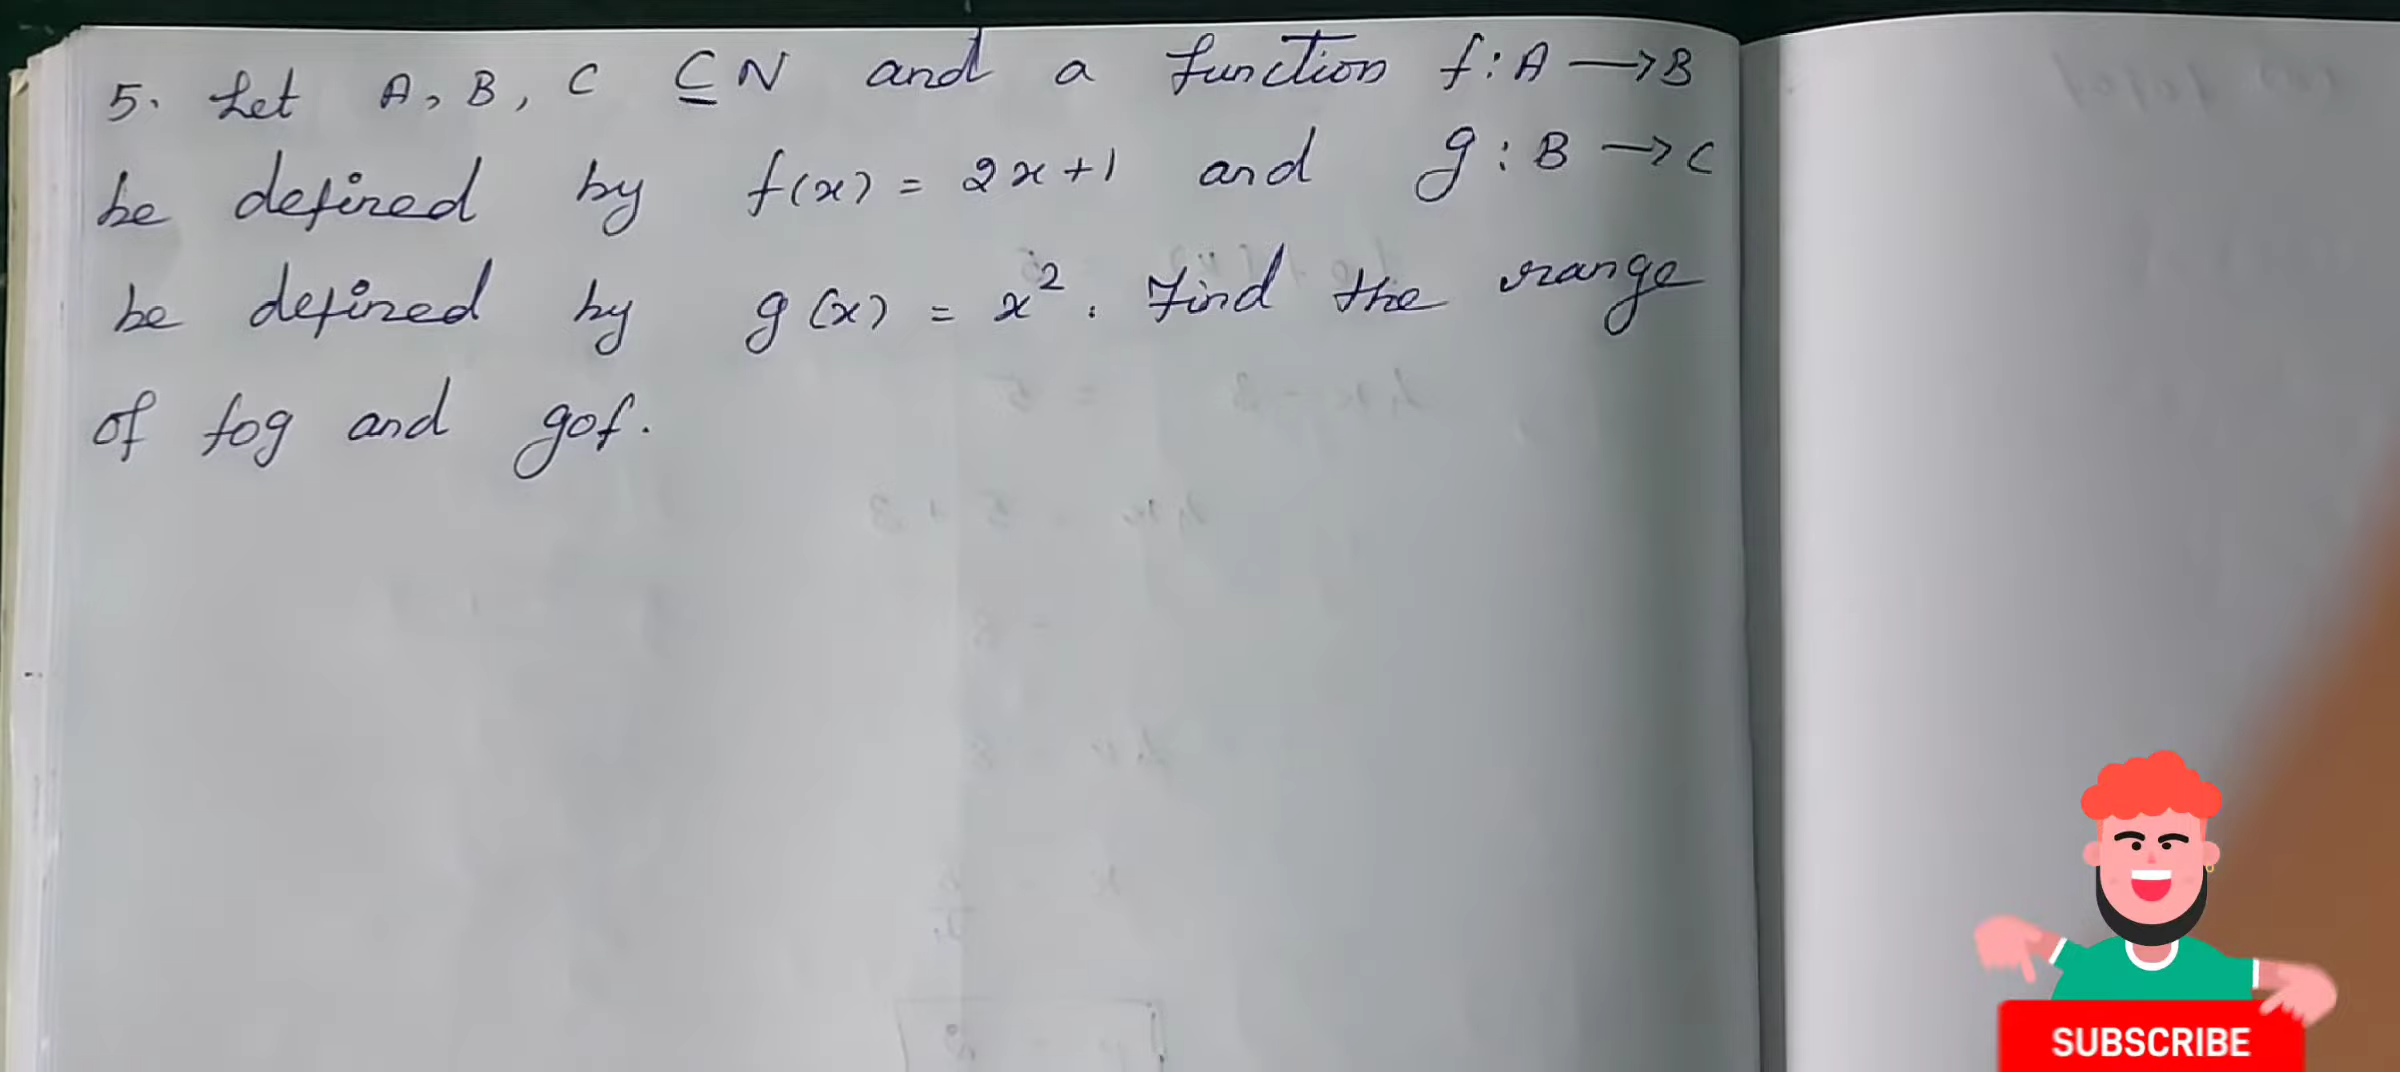 5. Let A, B, C ⊆ N and a function f : A → B
be defined by f(x) = 2x+1 and g : B → C
be defined by g(x) = x². Find the range
of fog and gof.
SUBSCRIBE